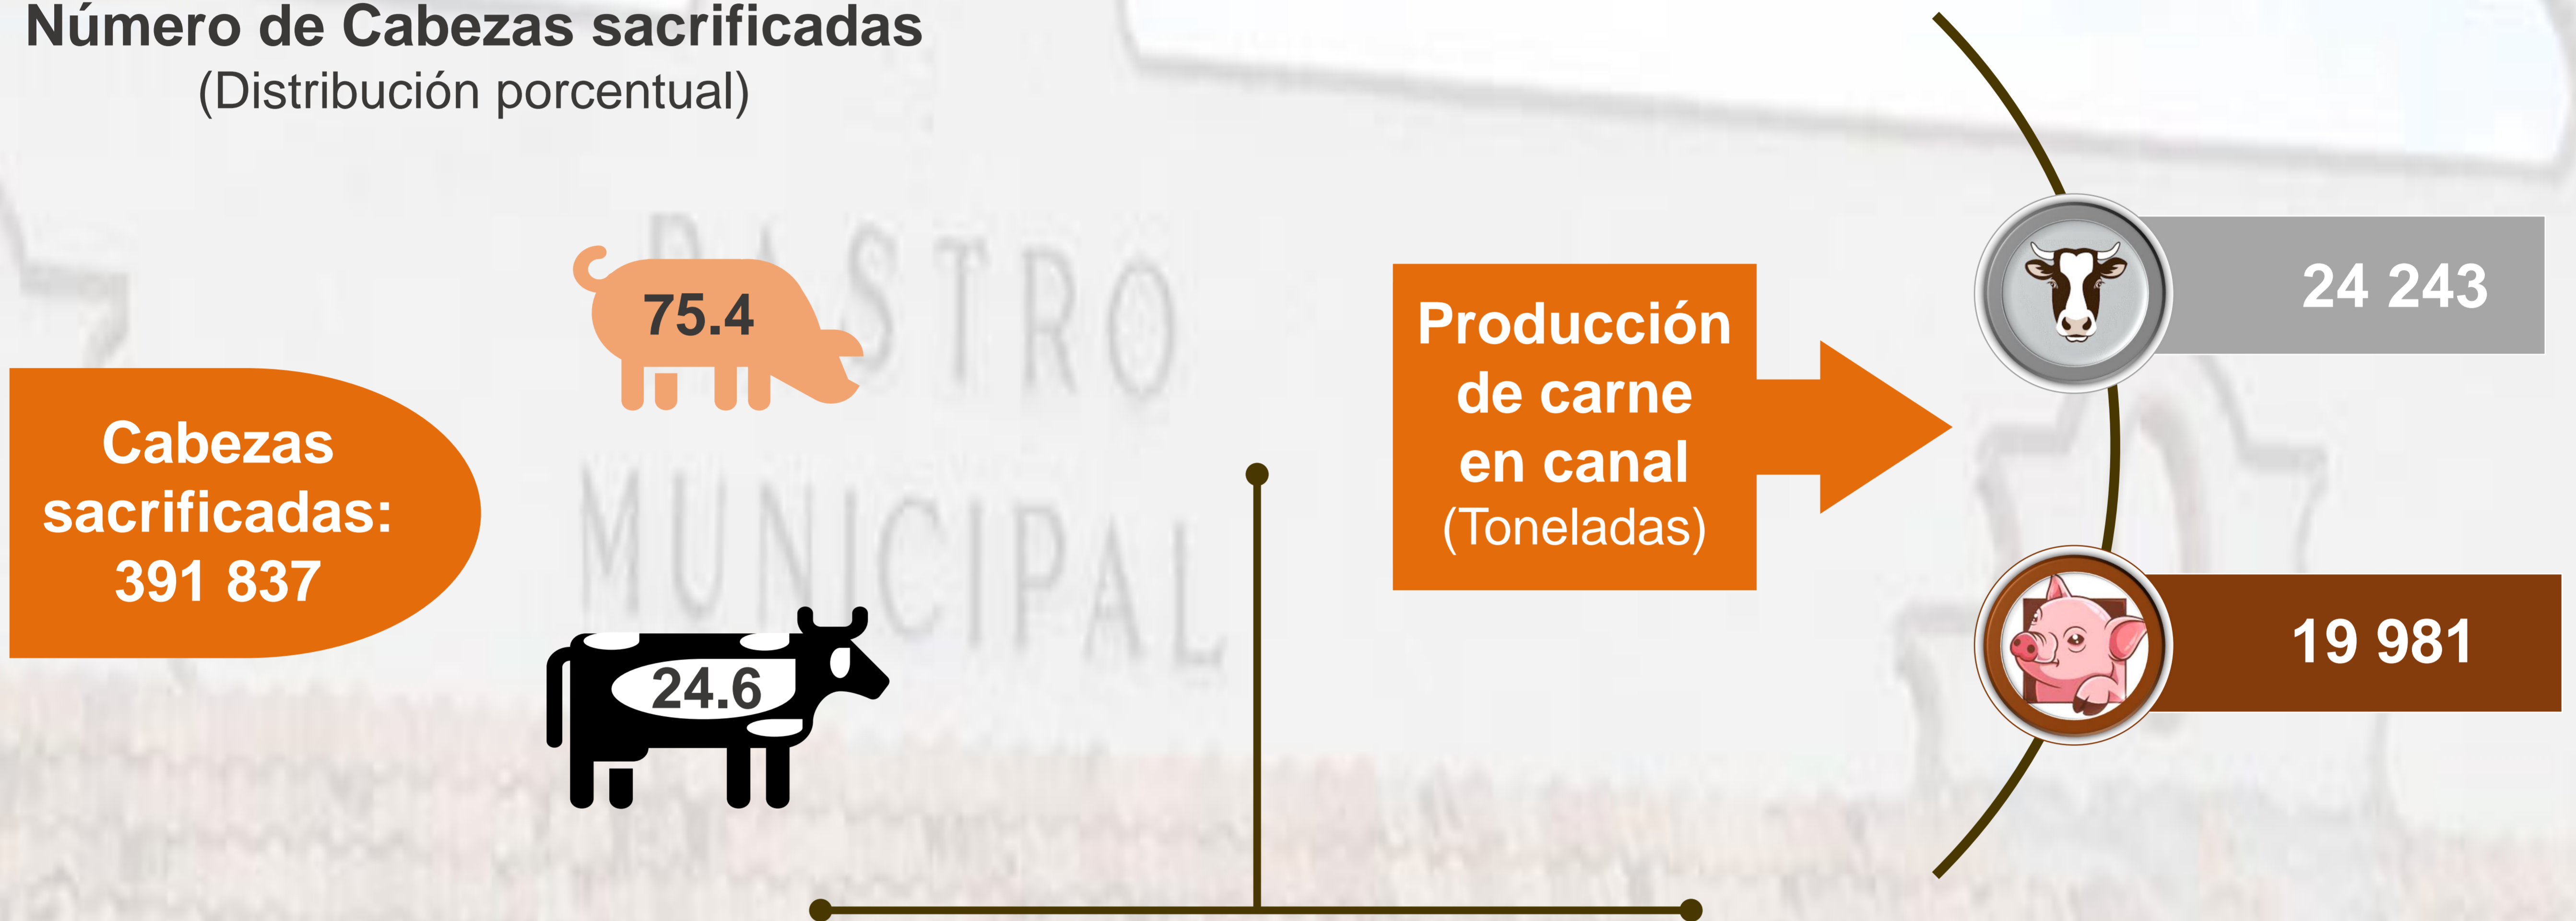 Número de Cabezas sacrificadas
(Distribución porcentual)
RASTRO
MUNICIPAL
75.4
Cabezas
sacrificadas:
391 837
24.6
Producción
de carne
en canal
(Toneladas)
24 243
19 981